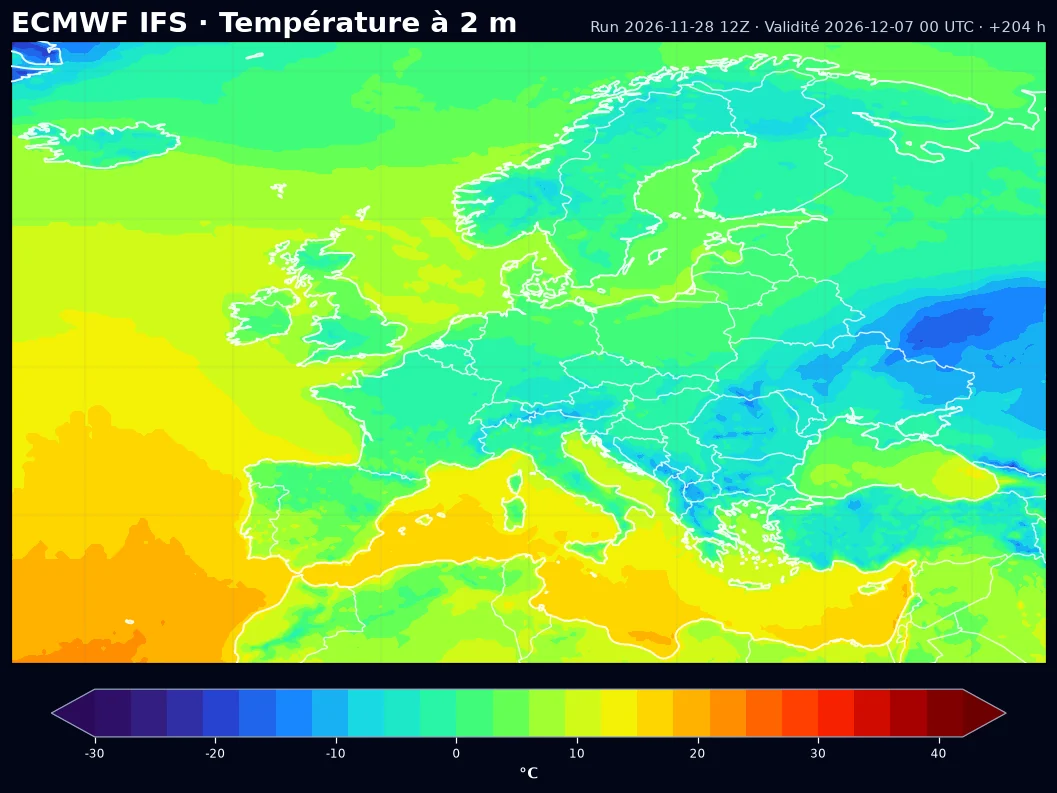 ECMWF IFS · Température à 2 m
Run 2026-11-28 12Z · Validité 2026-12-07 00 UTC · +204 h
-30 -20 -10 0 10 20 30 40
°C